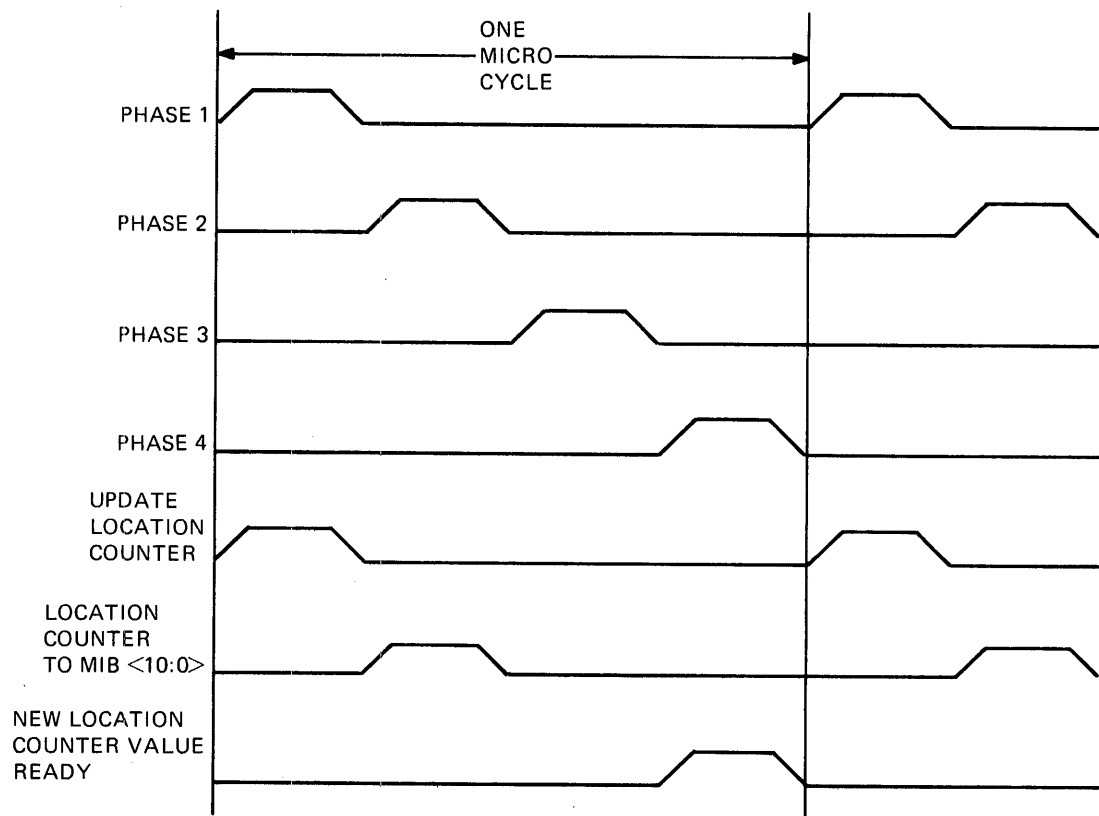 ONE
MICRO
CYCLE
PHASE 1
PHASE 2
PHASE 3
PHASE 4
UPDATE
LOCATION
COUNTER
LOCATION
COUNTER
TO MIB <10:0>
NEW LOCATION
COUNTER VALUE
READY